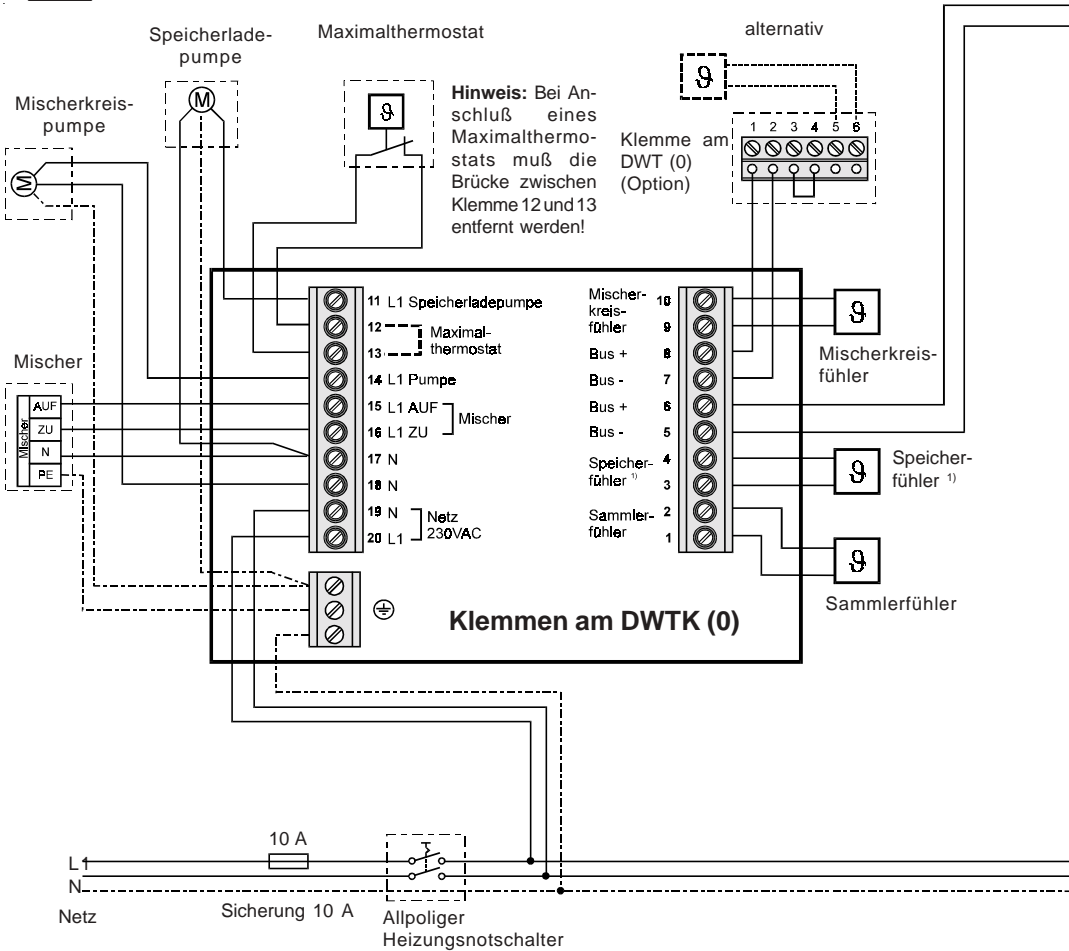 Speicherlade-
pumpe
Maximalthermostat
alternativ
Mischerkreis-
pumpe
M
M
ϑ
ϑ
Hinweis: Bei An-
schluß eines
Maximalthermo-
stats muß die
Brücke zwischen
Klemme 12 und 13
entfernt werden!
Klemme am
DWT (0)
(Option)
1 2 3 4 5 6
11 L1 Speicherladepumpe
12
13
Maximal-
thermostat
14 L1 Pumpe
15 L1 AUF
16 L1 ZU
Mischer
17 N
18 N
19 N
20 L1
Netz
230VAC
Mischer-
kreis-
fühler
10
9
Bus + 8
Bus - 7
Bus + 6
Bus - 5
Speicher-
fühler 1)
4
3
Sammler-
fühler
2
1
Mischer
Mischer
AUF
ZU
N
PE
ϑ
Mischerkreis-
fühler
ϑ
Speicher-
fühler 1)
ϑ
Sammlerfühler
Klemmen am DWTK (0)
10 A
L1
N
Netz
Sicherung 10 A
Allpoliger
Heizungsnotschalter